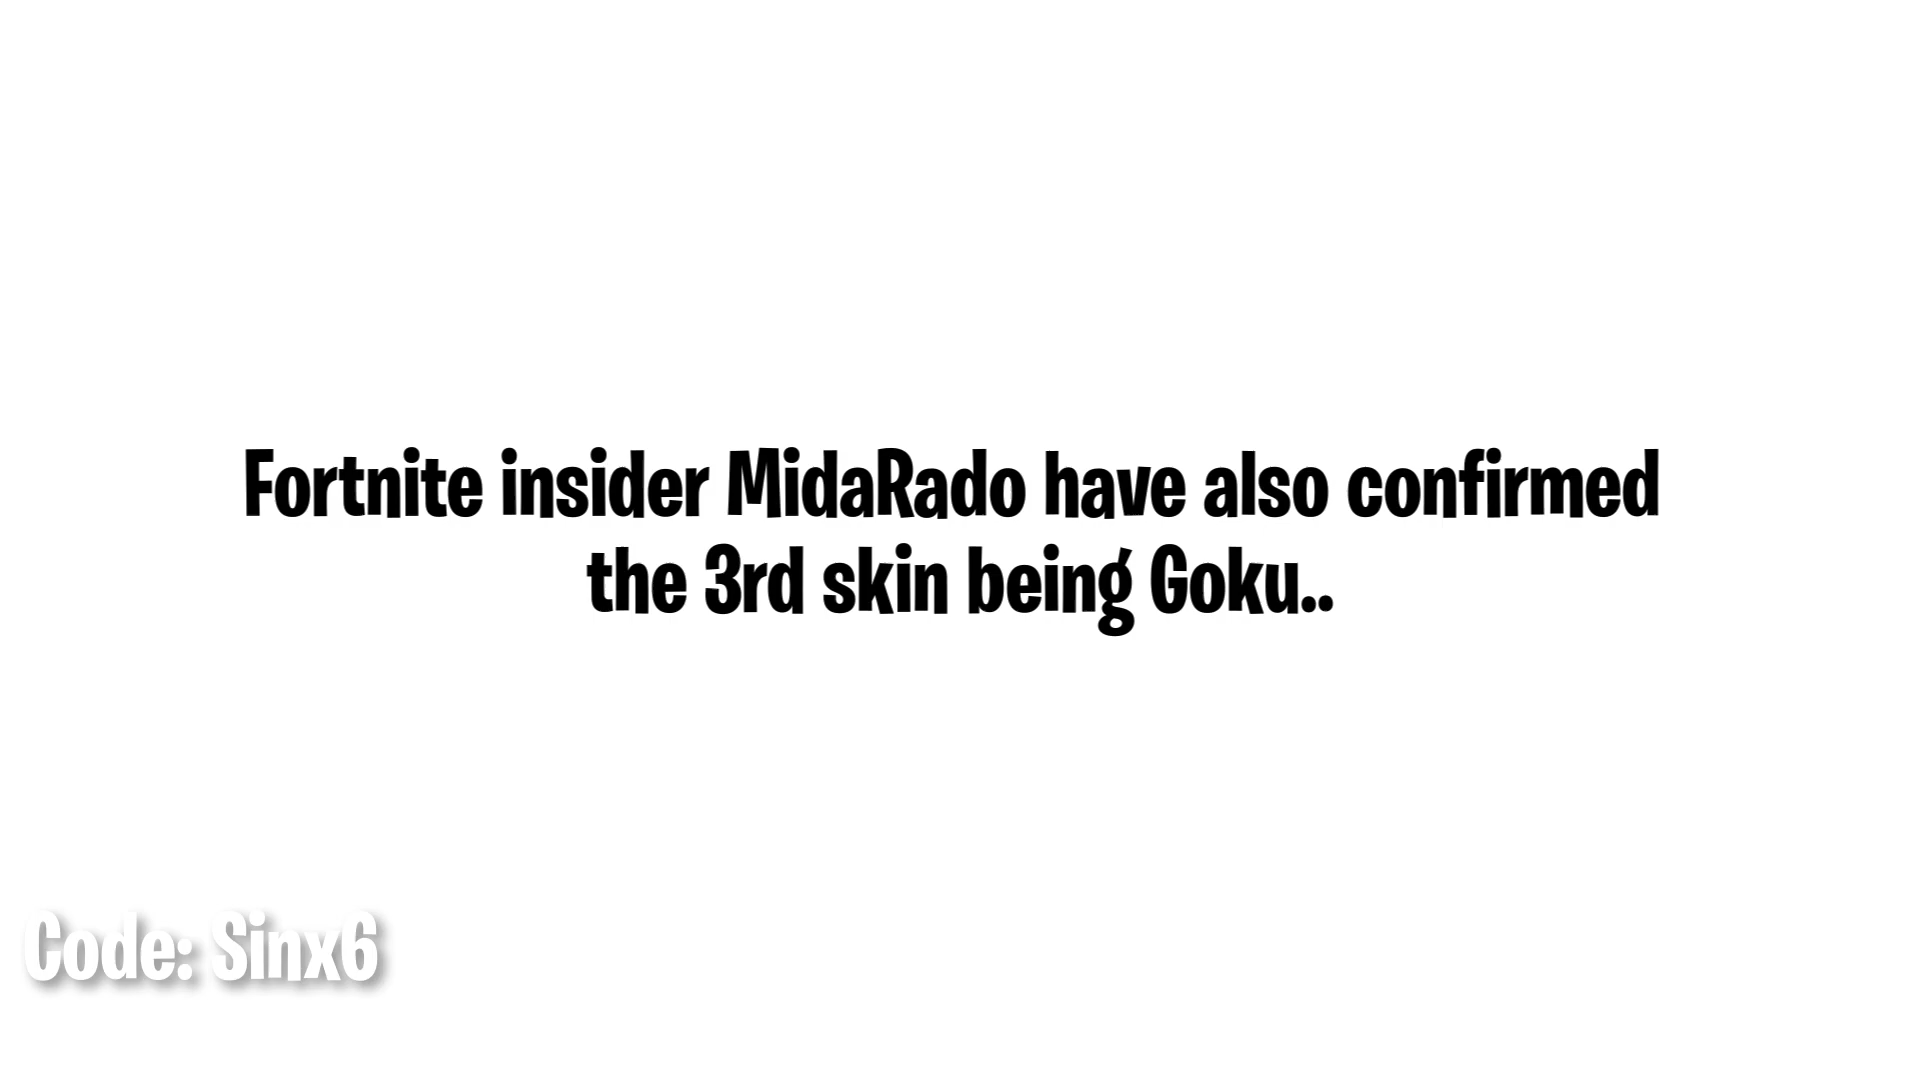 Fortnite insider MidaRado have also confirmed
the 3rd skin being Goku..
Code: Sinx6